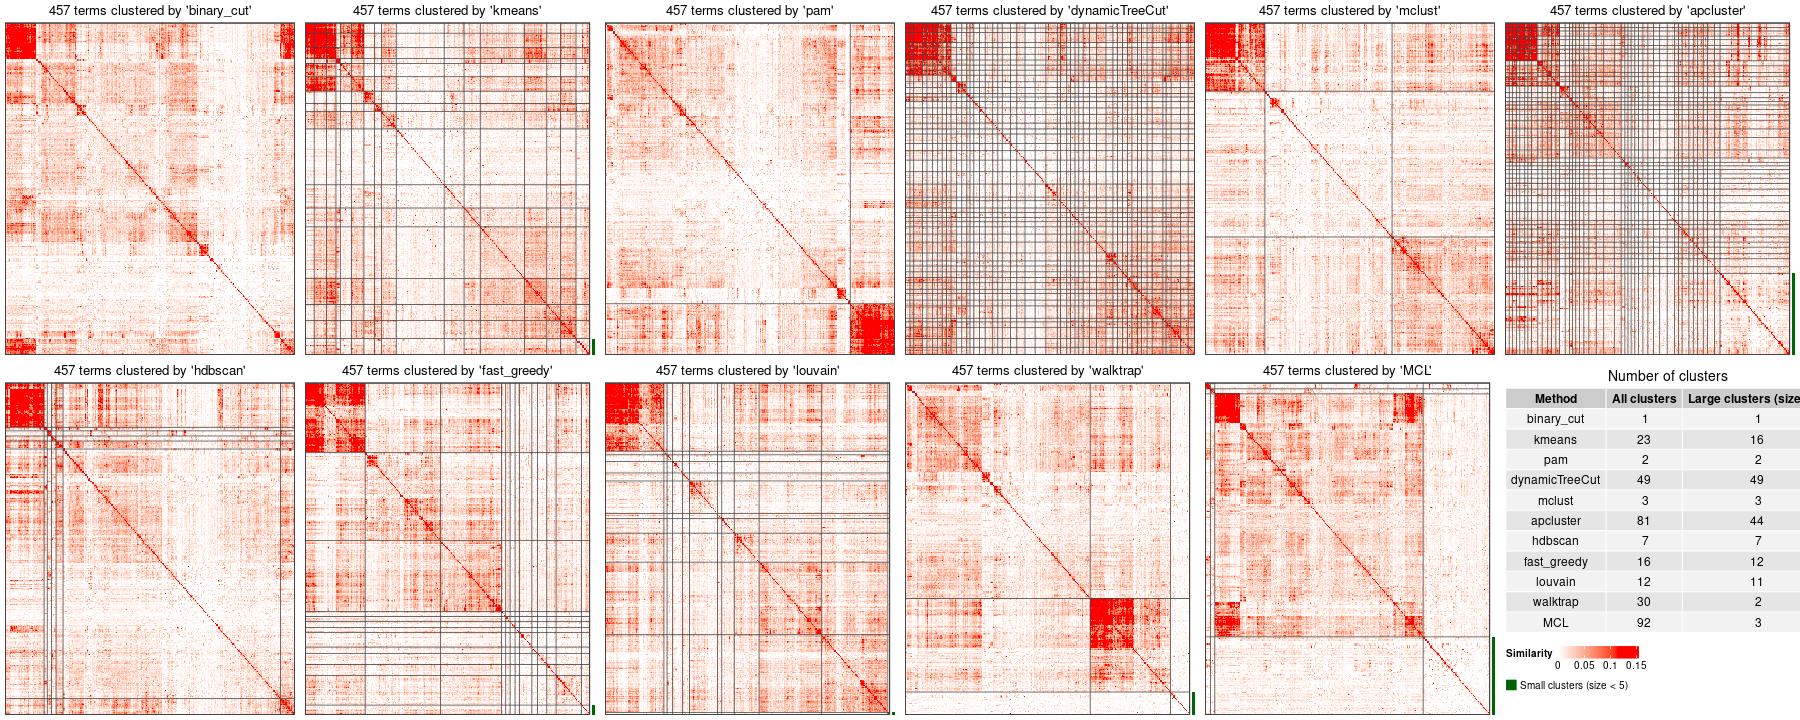 457 terms clustered by 'binary_cut'
457 terms clustered by 'kmeans'
457 terms clustered by 'pam'
457 terms clustered by 'dynamicTreeCut'
457 terms clustered by 'mclust'
457 terms clustered by 'apcluster'
457 terms clustered by 'hdbscan'
457 terms clustered by 'fast_greedy'
457 terms clustered by 'louvain'
457 terms clustered by 'walktrap'
457 terms clustered by 'MCL'
Number of clusters
Method All clusters Large clusters (size
binary_cut 1 1
kmeans 23 16
pam 2 2
dynamicTreeCut 49 49
mclust 3 3
apcluster 81 44
hdbscan 7 7
fast_greedy 16 12
louvain 12 11
walktrap 30 2
MCL 92 3
Similarity
0 0.05 0.1 0.15
Small clusters (size < 5)